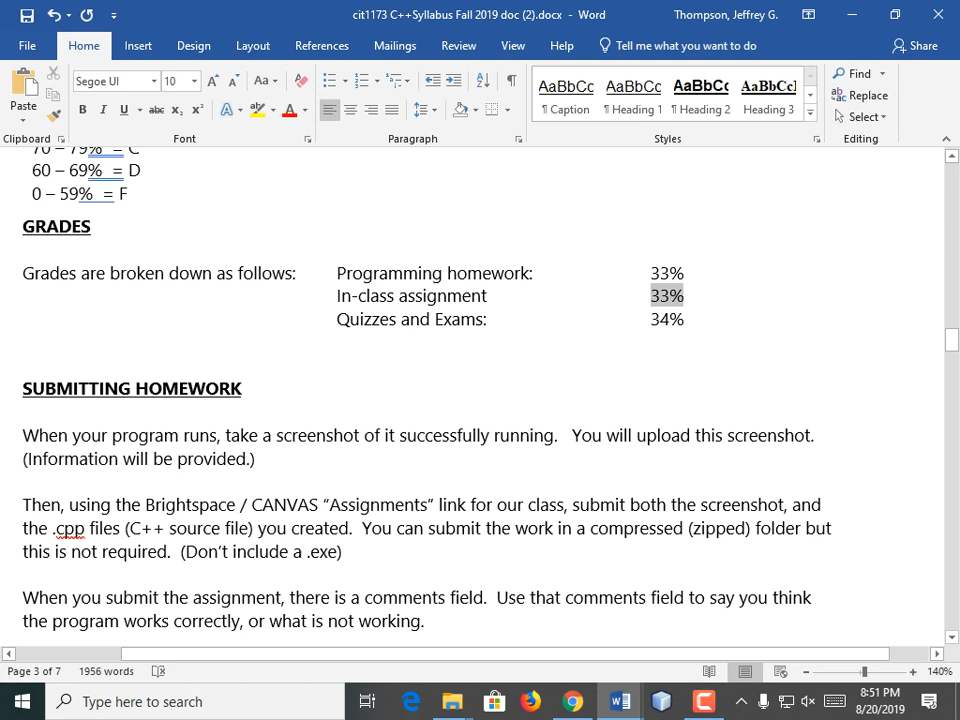 cit1173 C++Syllabus Fall 2019 doc (2).docx - Word
Thompson, Jeffrey G.
File Home Insert Design Layout References Mailings Review View Help Tell me what you want to do Share
Paste
Segoe UI 10
AaBbCc AaBbCc AaBbCc AaBbCcI
¶ Caption ¶ Heading 1 ¶ Heading 2 Heading 3
Find
Replace
Select
Clipboard Font Paragraph Styles Editing
70 – 79% = C
60 – 69% = D
0 – 59% = F
GRADES
Grades are broken down as follows: Programming homework: 33%
In-class assignment 33%
Quizzes and Exams: 34%
SUBMITTING HOMEWORK
When your program runs, take a screenshot of it successfully running. You will upload this screenshot.
(Information will be provided.)
Then, using the Brightspace / CANVAS “Assignments” link for our class, submit both the screenshot, and
the .cpp files (C++ source file) you created. You can submit the work in a compressed (zipped) folder but
this is not required. (Don’t include a .exe)
When you submit the assignment, there is a comments field. Use that comments field to say you think
the program works correctly, or what is not working.
Page 3 of 7 1956 words 140%
Type here to search
8:51 PM
8/20/2019